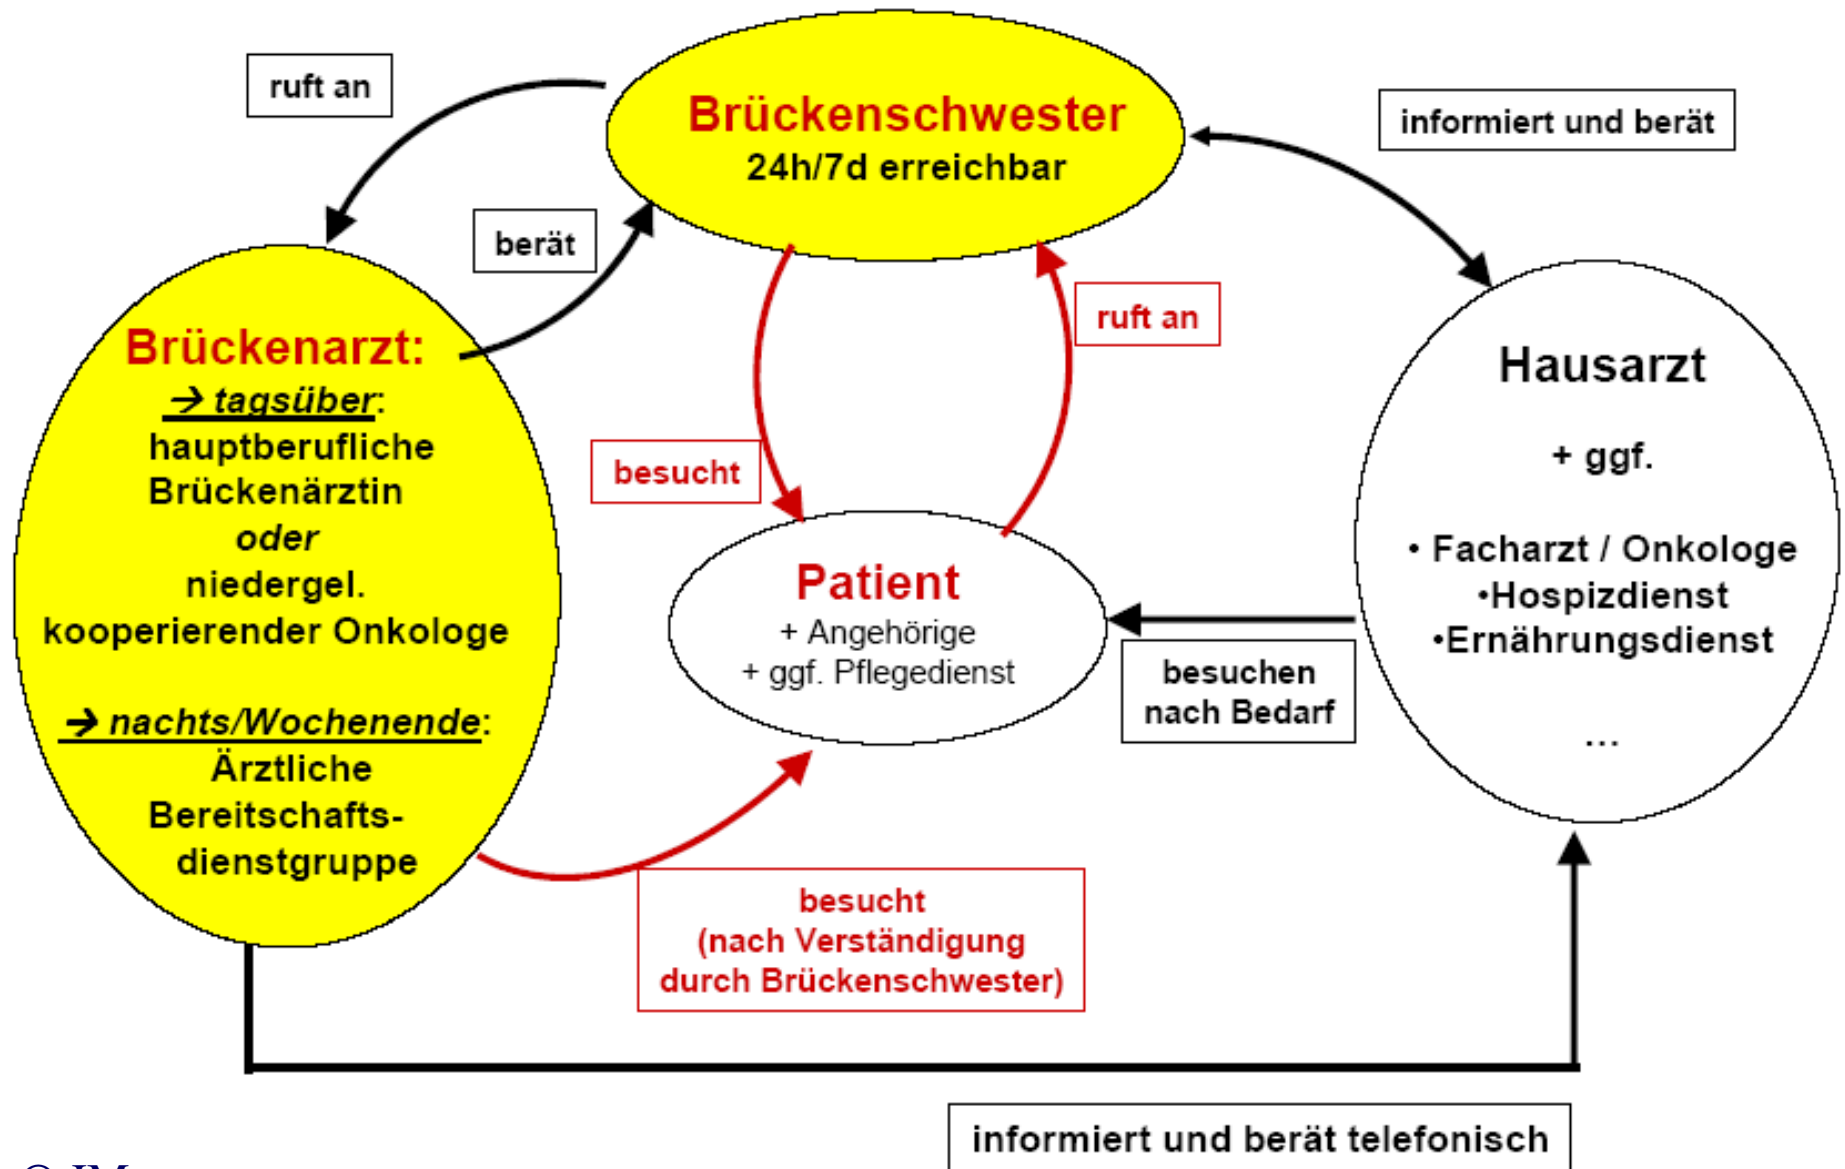 ruft an
Brückenschwester
24h/7d erreichbar
informiert und berät
berät
ruft an
Brückenarzt:
→ tagsüber:
hauptberufliche
Brückenärztin
oder
niedergel.
kooperierender Onkologe
→ nachts/Wochenende:
Ärztliche
Bereitschafts-
dienstgruppe
besucht
Patient
+ Angehörige
+ ggf. Pflegedienst
Hausarzt
+ ggf.
• Facharzt / Onkologe
•Hospizdienst
•Ernährungsdienst
...
besuchen
nach Bedarf
besucht
(nach Verständigung
durch Brückenschwester)
informiert und berät telefonisch